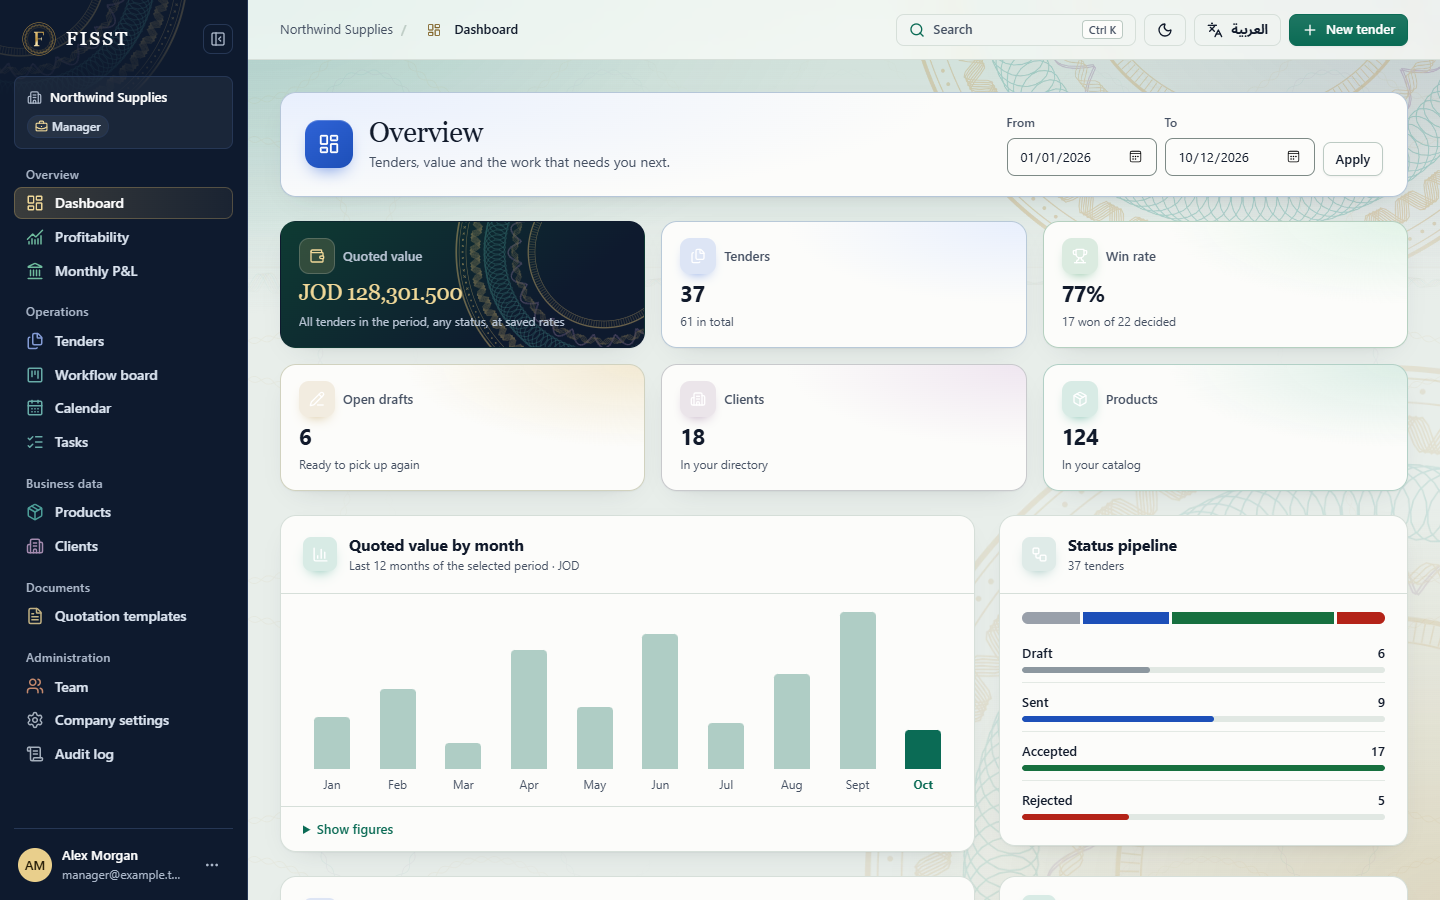 F FISST
Northwind Supplies
Manager
Overview
Dashboard
Profitability
Monthly P&L
Operations
Tenders
Workflow board
Calendar
Tasks
Business data
Products
Clients
Documents
Quotation templates
Administration
Team
Company settings
Audit log
AM
Alex Morgan
manager@example.t...
Northwind Supplies / Dashboard
Search Ctrl K
العربية
New tender
Overview
Tenders, value and the work that needs you next.
From
01/01/2026
To
10/12/2026
Apply
Quoted value
JOD 128,301.500
All tenders in the period, any status, at saved rates
Tenders
37
61 in total
Win rate
77%
17 won of 22 decided
Open drafts
6
Ready to pick up again
Clients
18
In your directory
Products
124
In your catalog
Quoted value by month
Last 12 months of the selected period · JOD
Jan Feb Mar Apr May Jun Jul Aug Sept Oct
Show figures
Status pipeline
37 tenders
Draft 6
Sent 9
Accepted 17
Rejected 5